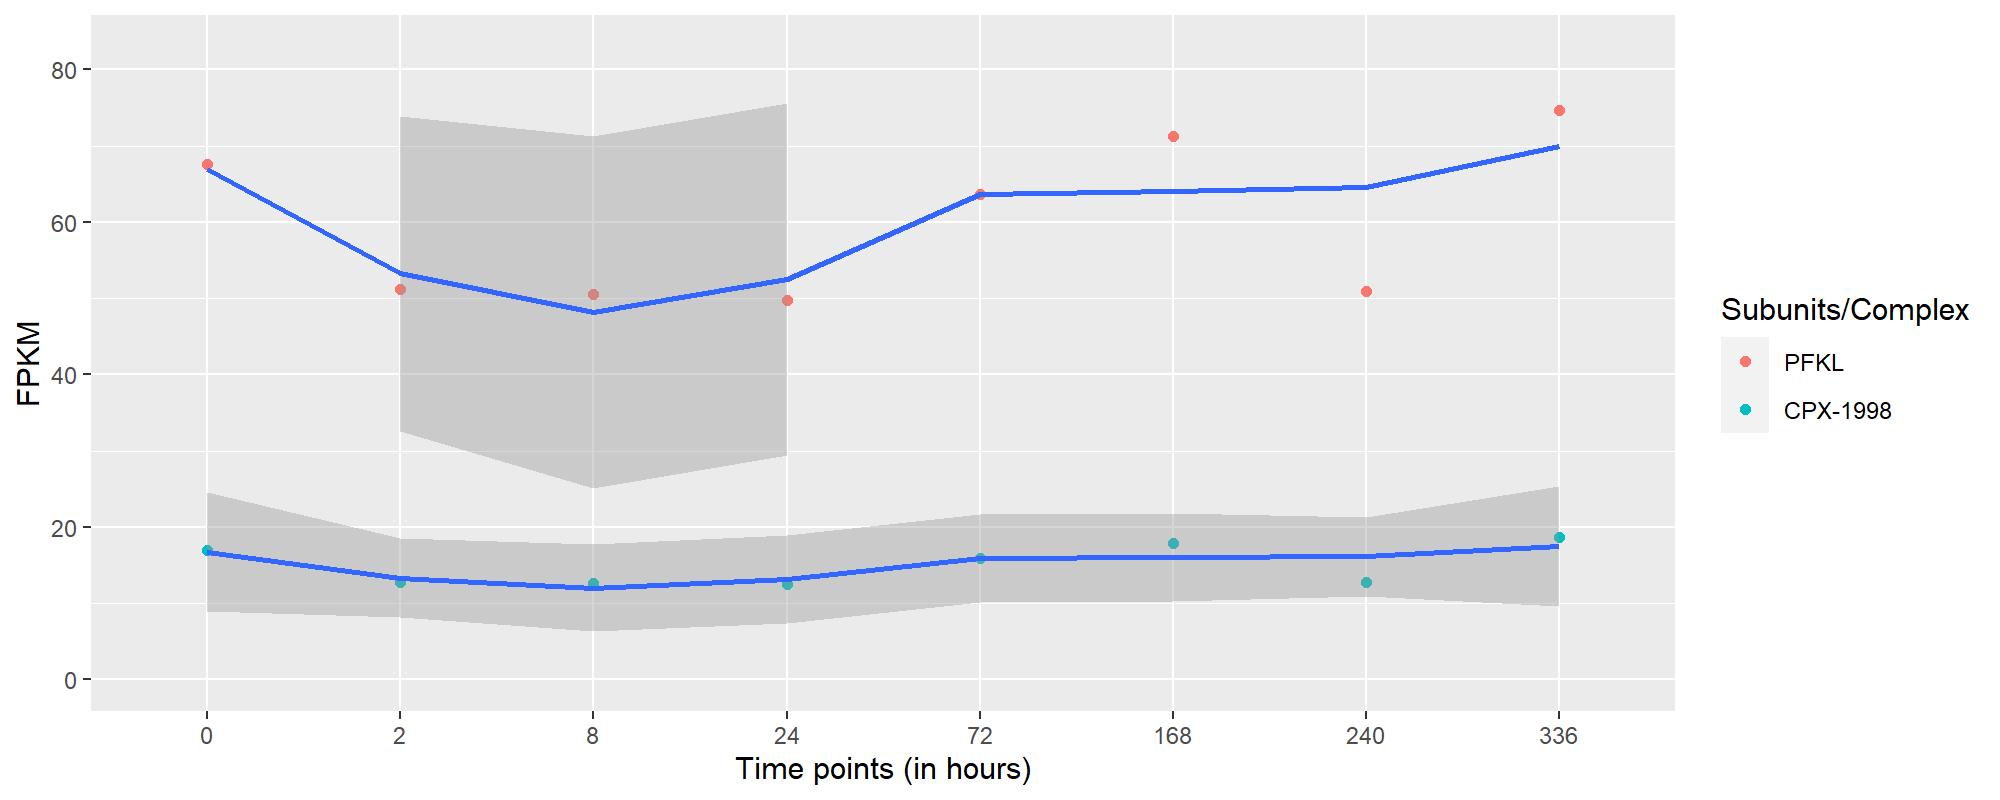 80
60
40
20
0
FPKM
0 2 8 24 72 168 240 336
Time points (in hours)
Subunits/Complex
PFKL
CPX-1998